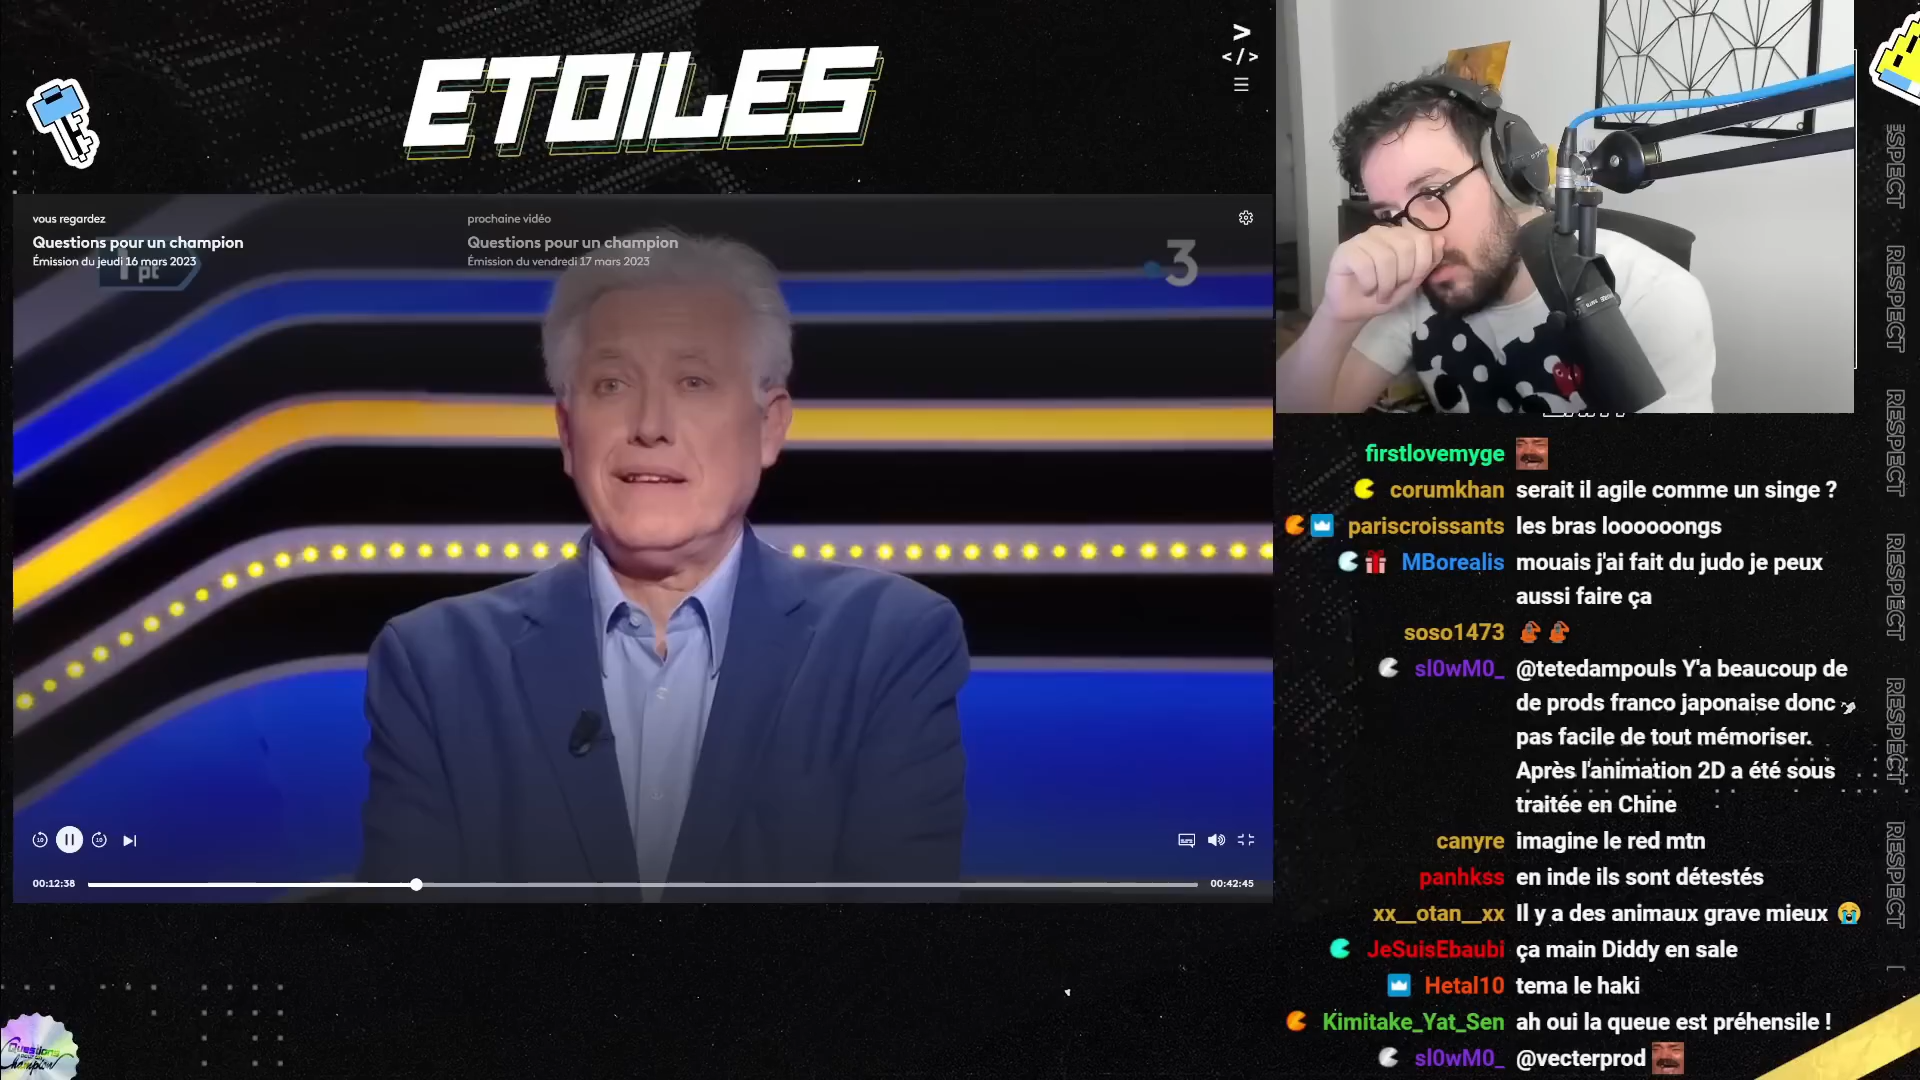 ETOILES
>
</>
vous regardez
Questions pour un champion
Émission du jeudi 16 mars 2023
prochaine vidéo
Questions pour un champion
Émission du vendredi 17 mars 2023
1 pt
3
10
10
00:12:38
00:42:45
firstlovemyge
corumkhan serait il agile comme un singe ?
pariscroissants les bras loooooongs
MBorealis mouais j'ai fait du judo je peux
aussi faire ça
soso1473
sl0wM0_ @tetedampouls Y'a beaucoup de
de prods franco japonaise donc
pas facile de tout mémoriser.
Après l'animation 2D a été sous
traitée en Chine
canyre imagine le red mtn
panhkss en inde ils sont détestés
xx__otan__xx Il y a des animaux grave mieux
JeSuisEbaubi ça main Diddy en sale
Hetal10 tema le haki
Kimitake_Yat_Sen ah oui la queue est préhensile !
sl0wM0_ @vecterprod
RESPECT
RESPECT
RESPECT
RESPECT
RESPECT
Questions
Champion